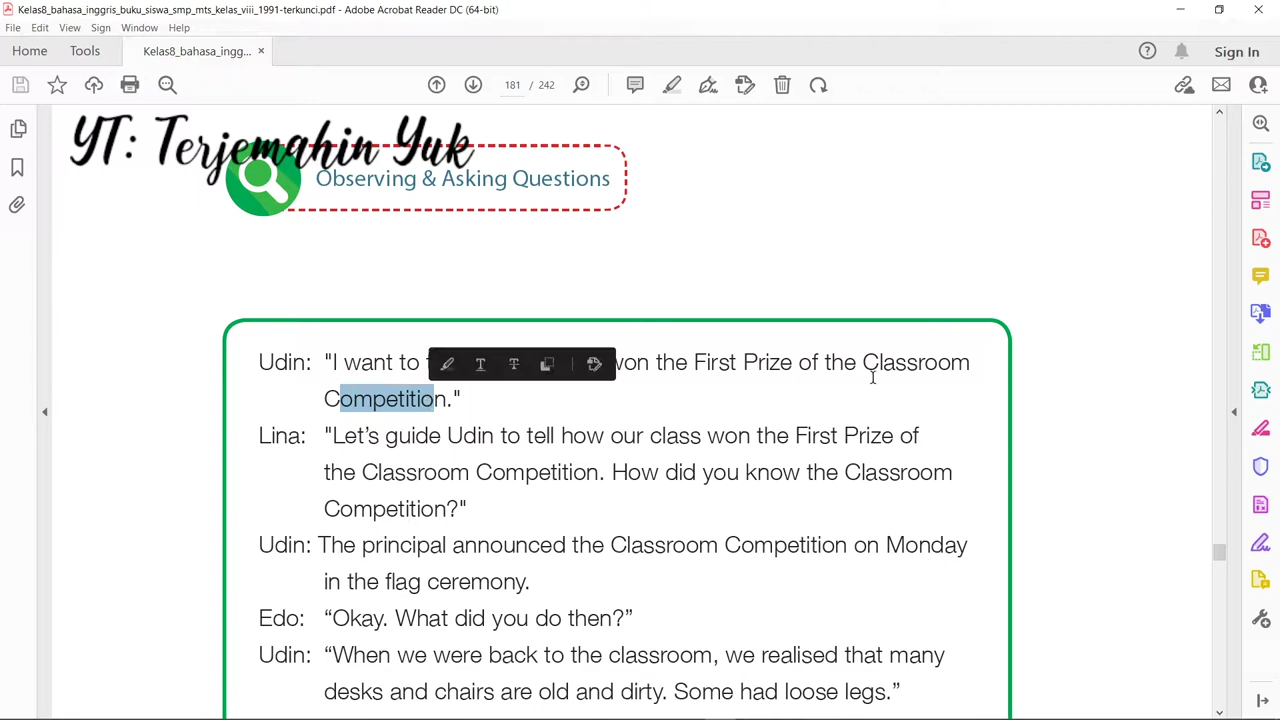 Kelas8_bahasa_inggris_buku_siswa_smp_mts_kelas_viii_1991-terkunci.pdf - Adobe Acrobat Reader DC (64-bit)
File Edit View Sign Window Help
Home Tools Kelas8_bahasa_ingg... × Sign In
181 / 242
YT: Terjemahin Yuk
Observing & Asking Questions
Udin: "I want to won the First Prize of the Classroom
Competition."
Lina: "Let’s guide Udin to tell how our class won the First Prize of
the Classroom Competition. How did you know the Classroom
Competition?"
Udin: The principal announced the Classroom Competition on Monday
in the flag ceremony.
Edo: “Okay. What did you do then?”
Udin: “When we were back to the classroom, we realised that many
desks and chairs are old and dirty. Some had loose legs.”